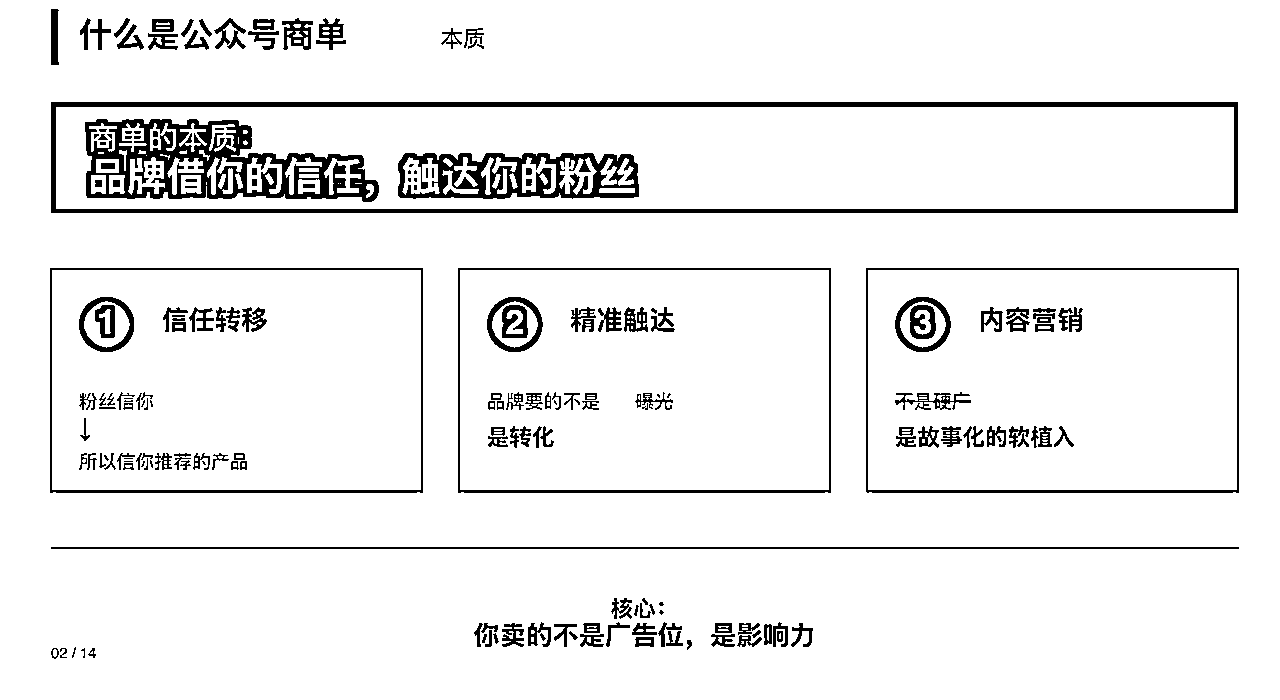 什么是公众号商单 本质
商单的本质:
品牌借你的信任，触达你的粉丝
1 信任转移
粉丝信你
↓
所以信你推荐的产品
2 精准触达
品牌要的不是 曝光
是转化
3 内容营销
不是硬广
是故事化的软植入
核心:
你卖的不是广告位，是影响力
02 / 14